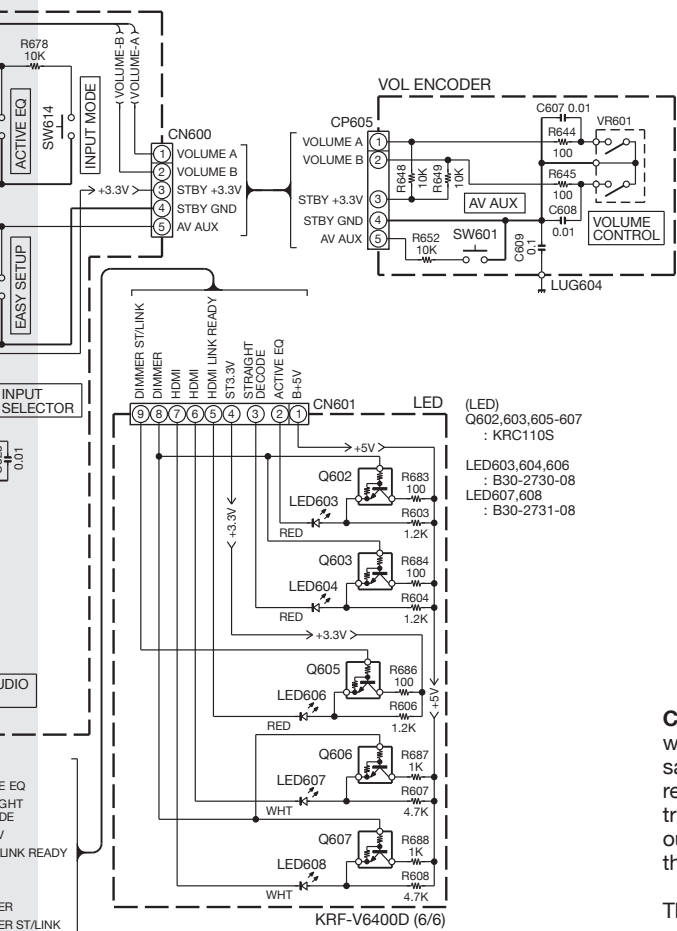 R678
10K
ACTIVE EQ
SW614
INPUT MODE
VOLUME-B
VOLUME-A
+3.3V
CN600
1 VOLUME A
2 VOLUME B
3 STBY +3.3V
4 STBY GND
5 AV AUX
EASY SETUP
INPUT
SELECTOR
0.01
VOL ENCODER
CP605
VOLUME A 1
VOLUME B 2
STBY +3.3V 3
STBY GND 4
AV AUX 5
R648
10K
R649
10K
AV AUX
R652
10K
SW601
C607 0.01
R644
100
VR601
R645
100
C608
0.01
C609
0.1
VOLUME
CONTROL
LUG604
DIMMER ST/LINK
DIMMER
HDMI
HDMI
HDMI LINK READY
ST3.3V
STRAIGHT
DECODE
ACTIVE EQ
B+5V
9 8 7 6 5 4 3 2 1
CN601
LED
+5V
+3.3V
Q602
R683
100
LED603
RED
R603
1.2K
Q603
R684
100
LED604
RED
R604
1.2K
+3.3V
Q605
R686
100
+5V
LED606
RED
R606
1.2K
Q606
R687
1K
LED607
WHT
R607
4.7K
Q607
R688
1K
LED608
WHT
R608
4.7K
KRF-V6400D (6/6)
(LED)
Q602,603,605-607
: KRC110S
LED603,604,606
: B30-2730-08
LED607,608
: B30-2731-08
UDIO
E EQ
GHT
DE
V
LINK READY
ER
ER ST/LINK
C
w
sa
re
tr
ou
th
Th